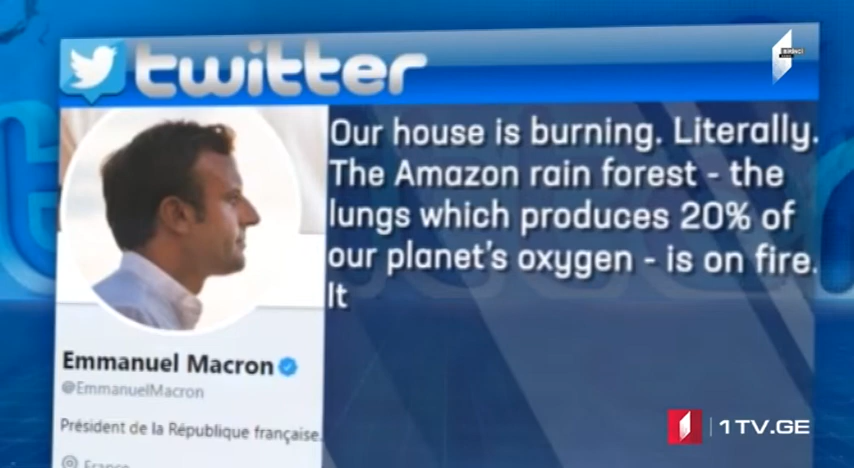 twitter
Our house is burning. Literally.
The Amazon rain forest - the
lungs which produces 20% of
our planet's oxygen - is on fire.
It
Emmanuel Macron
@EmmanuelMacron
Président de la République française.
France
1TV.GE